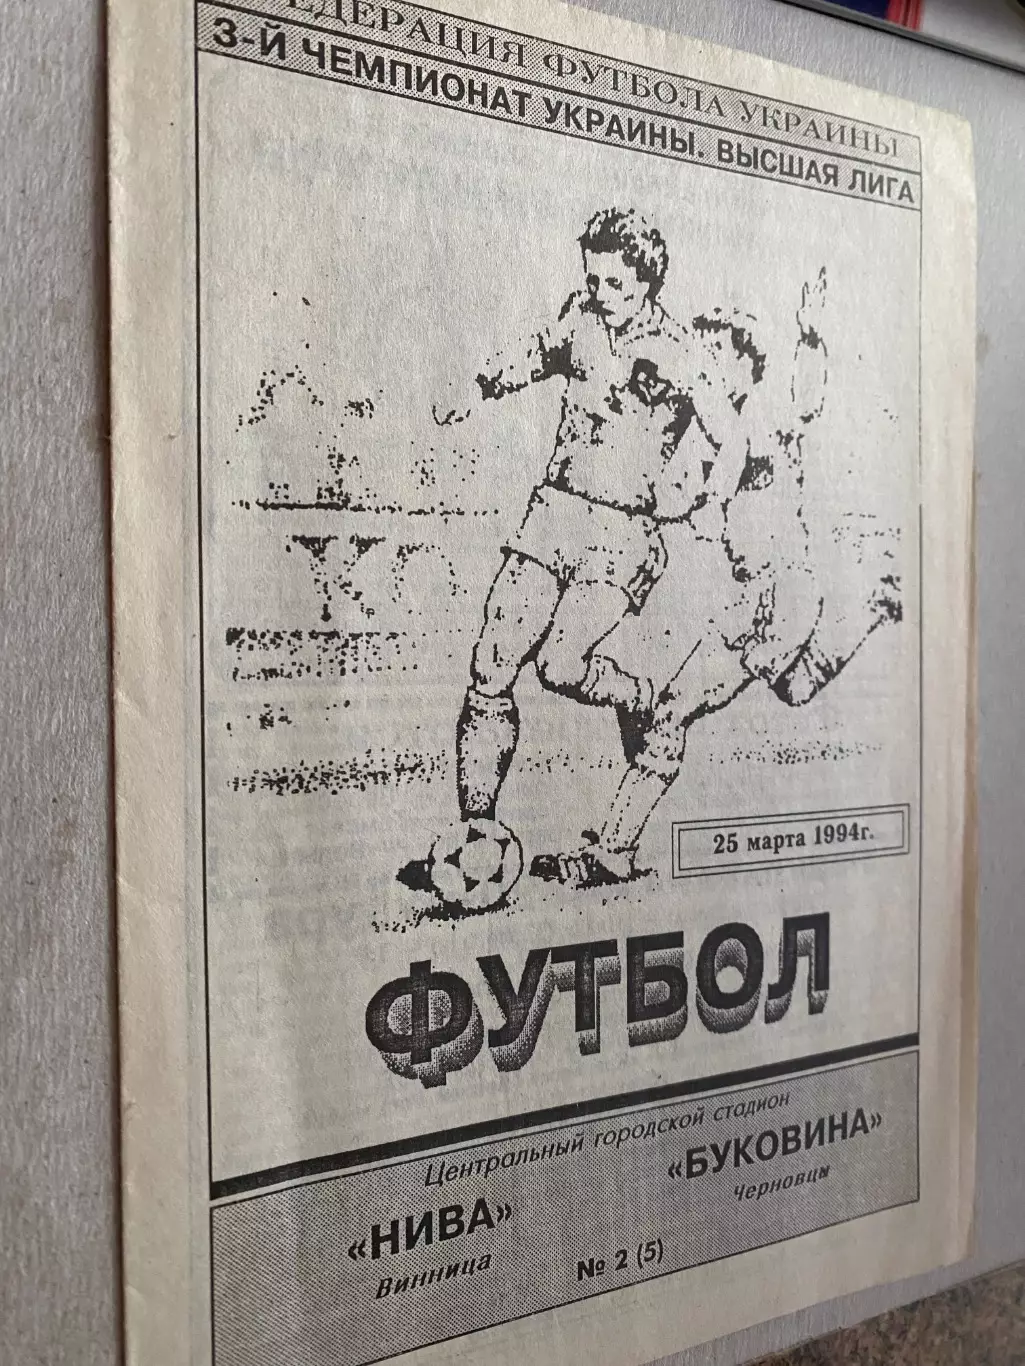 ФЕДЕРАЦИЯ ФУТБОЛА УКРАИНЫ
3-Й ЧЕМПИОНАТ УКРАИНЫ. ВЫСШАЯ ЛИГА
25 марта 1994г.
ФУТБОЛ
Центральный городской стадион
«НИВА» «БУКОВИНА»
Винница Черновцы
№ 2 (5)